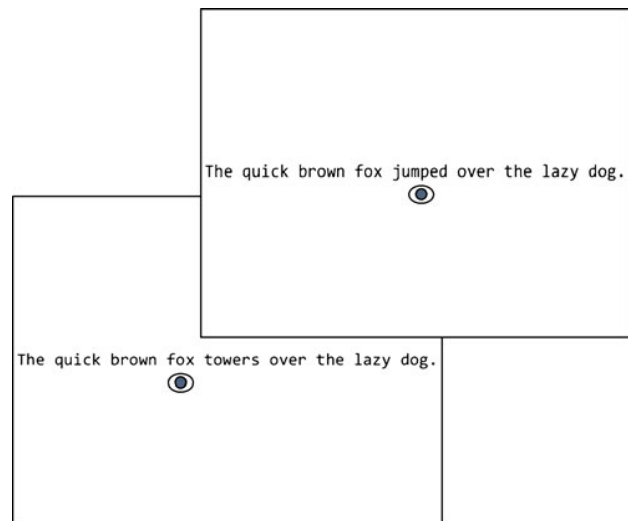 The quick brown fox jumped over the lazy dog.
The quick brown fox towers over the lazy dog.